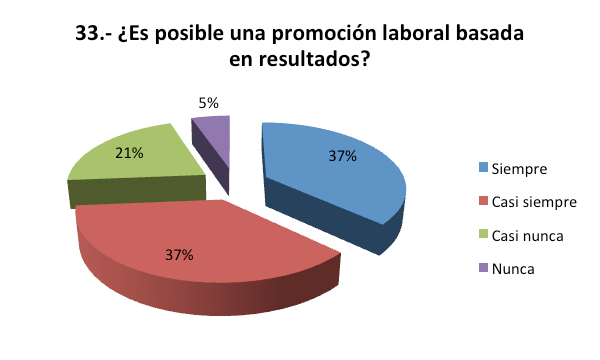 33.- ¿Es posible una promoción laboral basada
en resultados?
5%
37%
21%
37%
Siempre
Casi siempre
Casi nunca
Nunca